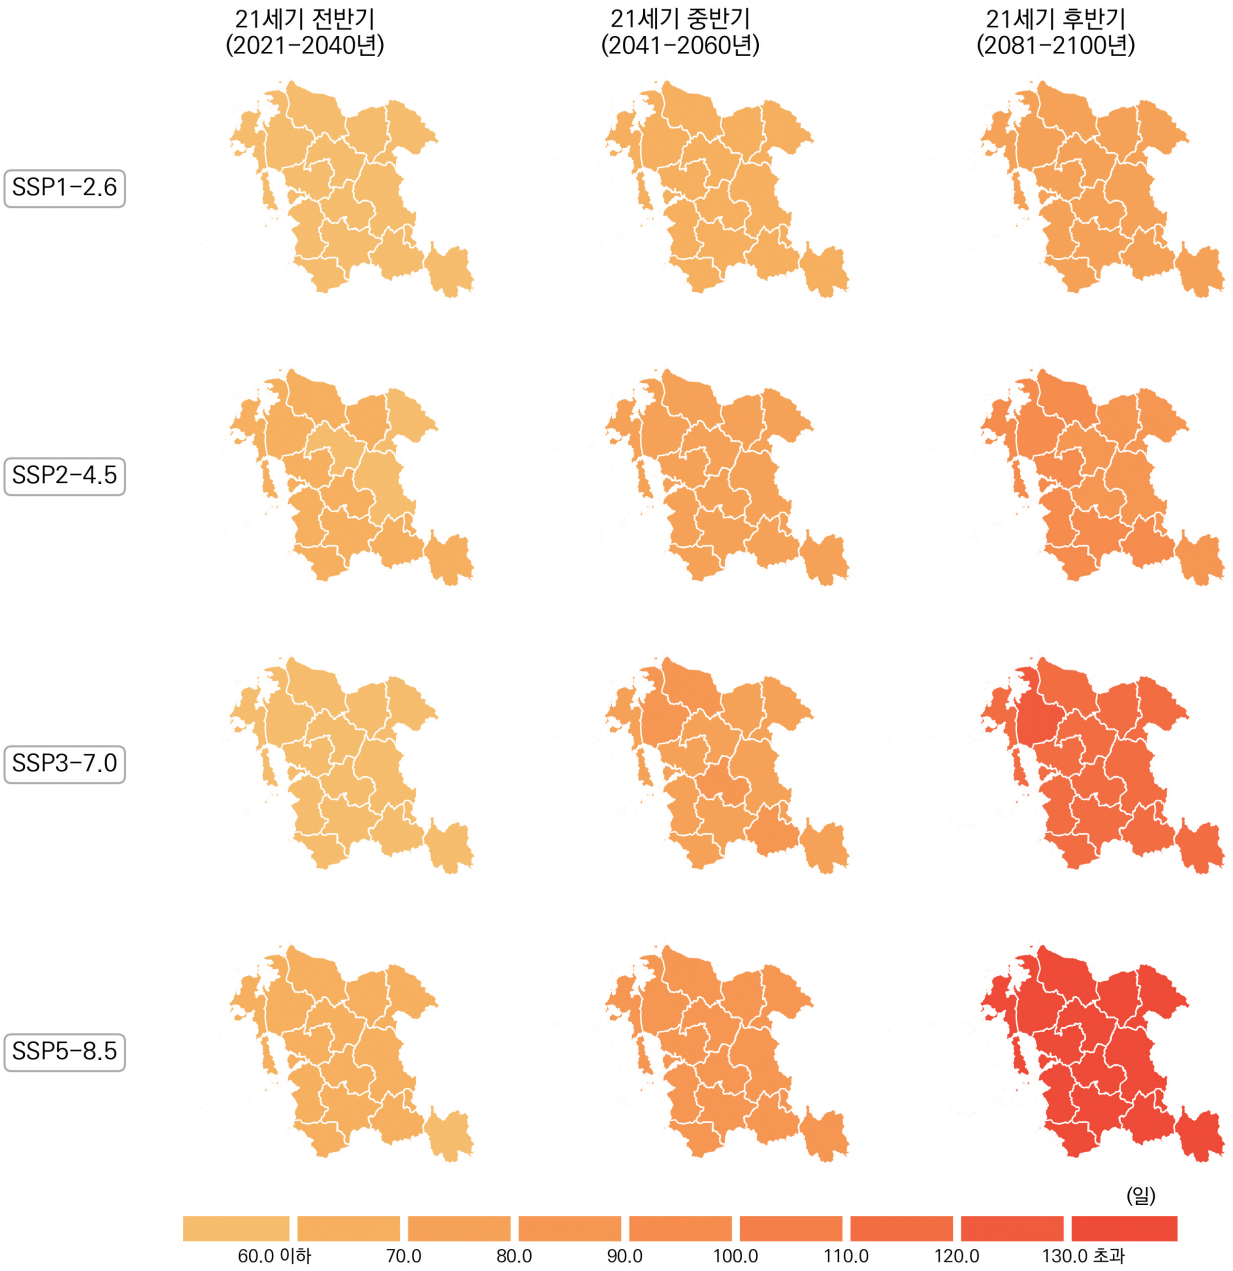 21세기 전반기
(2021-2040년)
21세기 중반기
(2041-2060년)
21세기 후반기
(2081-2100년)
SSP1-2.6
SSP2-4.5
SSP3-7.0
SSP5-8.5
(일)
60.0 이하
70.0
80.0
90.0
100.0
110.0
120.0
130.0 초과